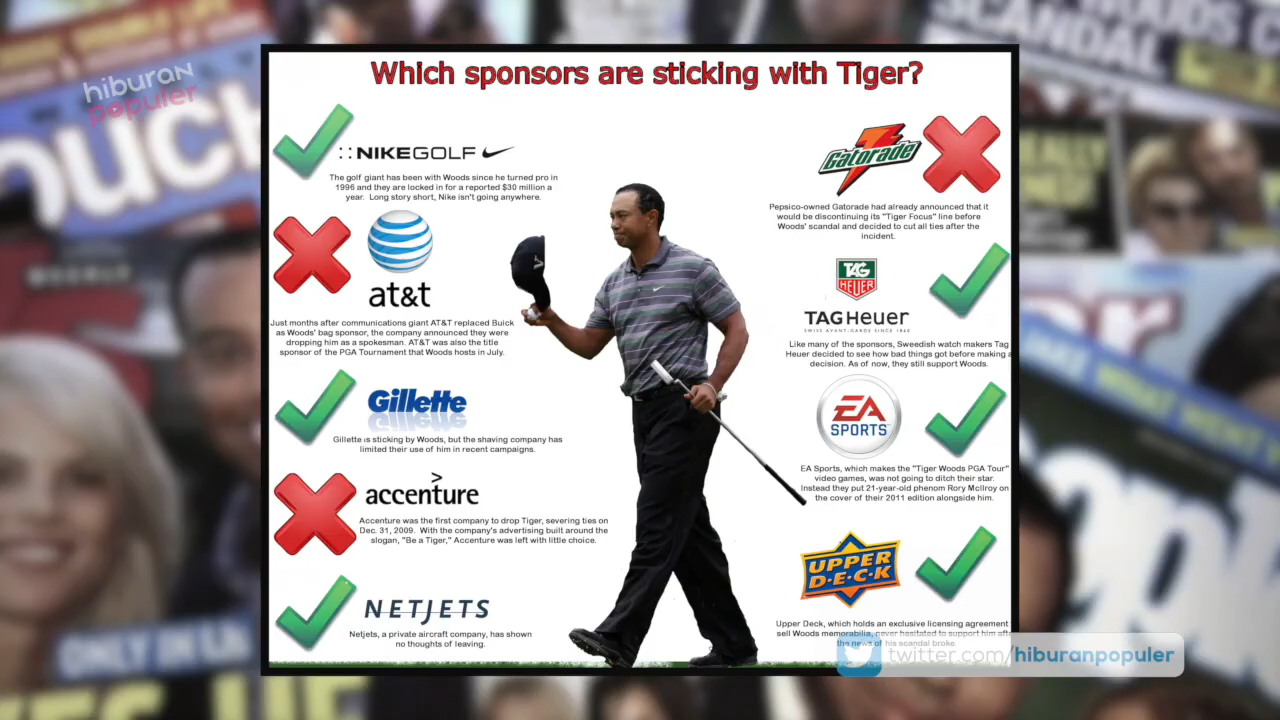 hiburan
populer
SCANDAL
Which sponsors are sticking with Tiger?
NIKEGOLF
The golf giant has been with Woods since he turned pro in
1996 and they are locked in for a reported $30 million a
year. Long story short, Nike isn't going anywhere.
at&t
Just months after communications giant AT&T replaced Buick
as Woods' bag sponsor, the company announced they were
dropping him as a spokesman. AT&T was also the title
sponsor of the PGA Tournament that Woods hosts in July.
Gillette
Gillette is sticking by Woods, but the shaving company has
limited their use of him in recent campaigns.
>
accenture
Accenture was the first company to drop Tiger, severing ties on
Dec. 31, 2009. With the company's advertising built around the
slogan, "Be a Tiger," Accenture was left with little choice.
NETJETS
Netjets, a private aircraft company, has shown
no thoughts of leaving.
Gatorade
Pepsico-owned Gatorade had already announced that it
would be discontinuing its "Tiger Focus" line before
Woods' scandal and decided to cut all ties after the
incident.
TAG
HEUER
TAGHeuer
SWISS AVANT-GARDE SINCE 1860
Like many of the sponsors, Swedish watch makers Tag
Heuer decided to see how bad things got before making a
decision. As of now, they still support Woods.
EA
SPORTS
EA Sports, which makes the "Tiger Woods PGA Tour"
video games, was not going to ditch their star.
Instead they put 21-year-old phenom Rory McIlroy on
the cover of their 2011 edition alongside him.
UPPER
D·E·C·K
Upper Deck, which holds an exclusive licensing agreement
sell Woods memorabilia, never hesitated to support him afte
the news of his scandal broke.
twitter.com/hiburanpopuler